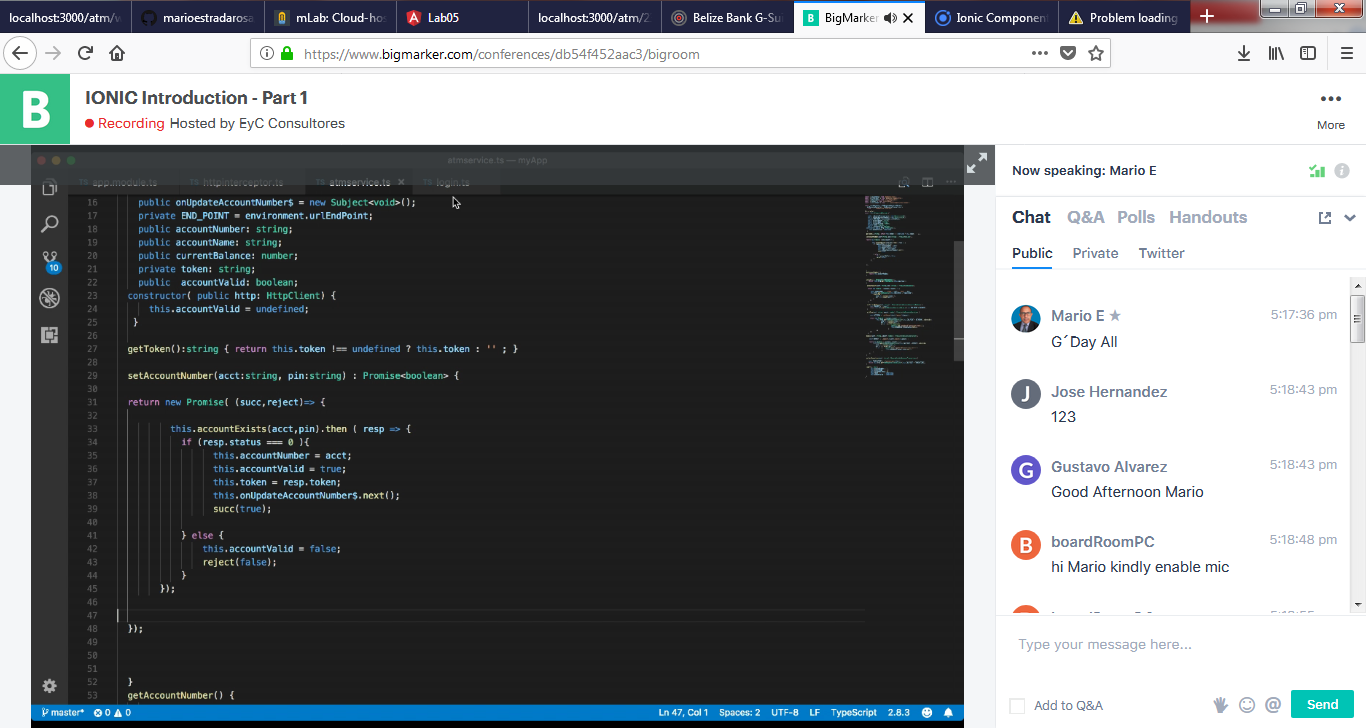 localhost:3000/atm/w
marioestradarosa
mLab: Cloud-hos
Lab05
localhost:3000/atm/2
Belize Bank G-Sui
BigMarker
Ionic Component
Problem loading
https://www.bigmarker.com/conferences/db54f452aac3/bigroom
B
IONIC Introduction - Part 1
Recording Hosted by EyC Consultores
More
atmservice.ts — myApp
app.module.ts
httpInterceptor.ts
atmservice.ts
login.ts
16 public onUpdateAccountNumber$ = new Subject<void>();
17 private END_POINT = environment.urlEndPoint;
18 public accountNumber: string;
19 public accountName: string;
20 public currentBalance: number;
21 private token: string;
22 public  accountValid: boolean;
23 constructor( public http: HttpClient) {
24 this.accountValid = undefined;
25 }
26
27 getToken():string { return this.token !== undefined ? this.token : '' ; }
28
29 setAccountNumber(acct:string, pin:string) : Promise<boolean> {
30
31 return new Promise( (succ,reject)=> {
32
33 this.accountExists(acct,pin).then ( resp => {
34 if (resp.status === 0 ){
35 this.accountNumber = acct;
36 this.accountValid = true;
37 this.token = resp.token;
38 this.onUpdateAccountNumber$.next();
39 succ(true);
40
41 } else {
42 this.accountValid = false;
43 reject(false);
44 }
45 });
46
47
48 });
49
50
51
52 }
53 getAccountNumber() {
10
master* 0 0
Ln 47, Col 1 Spaces: 2 UTF-8 LF TypeScript 2.8.3
Now speaking: Mario E
Chat Q&A Polls Handouts
Public Private Twitter
Mario E 5:17:36 pm
G´Day All
J
Jose Hernandez 5:18:43 pm
123
G
Gustavo Alvarez 5:18:43 pm
Good Afternoon Mario
B
boardRoomPC 5:18:48 pm
hi Mario kindly enable mic
Type your message here...
Add to Q&A
Send